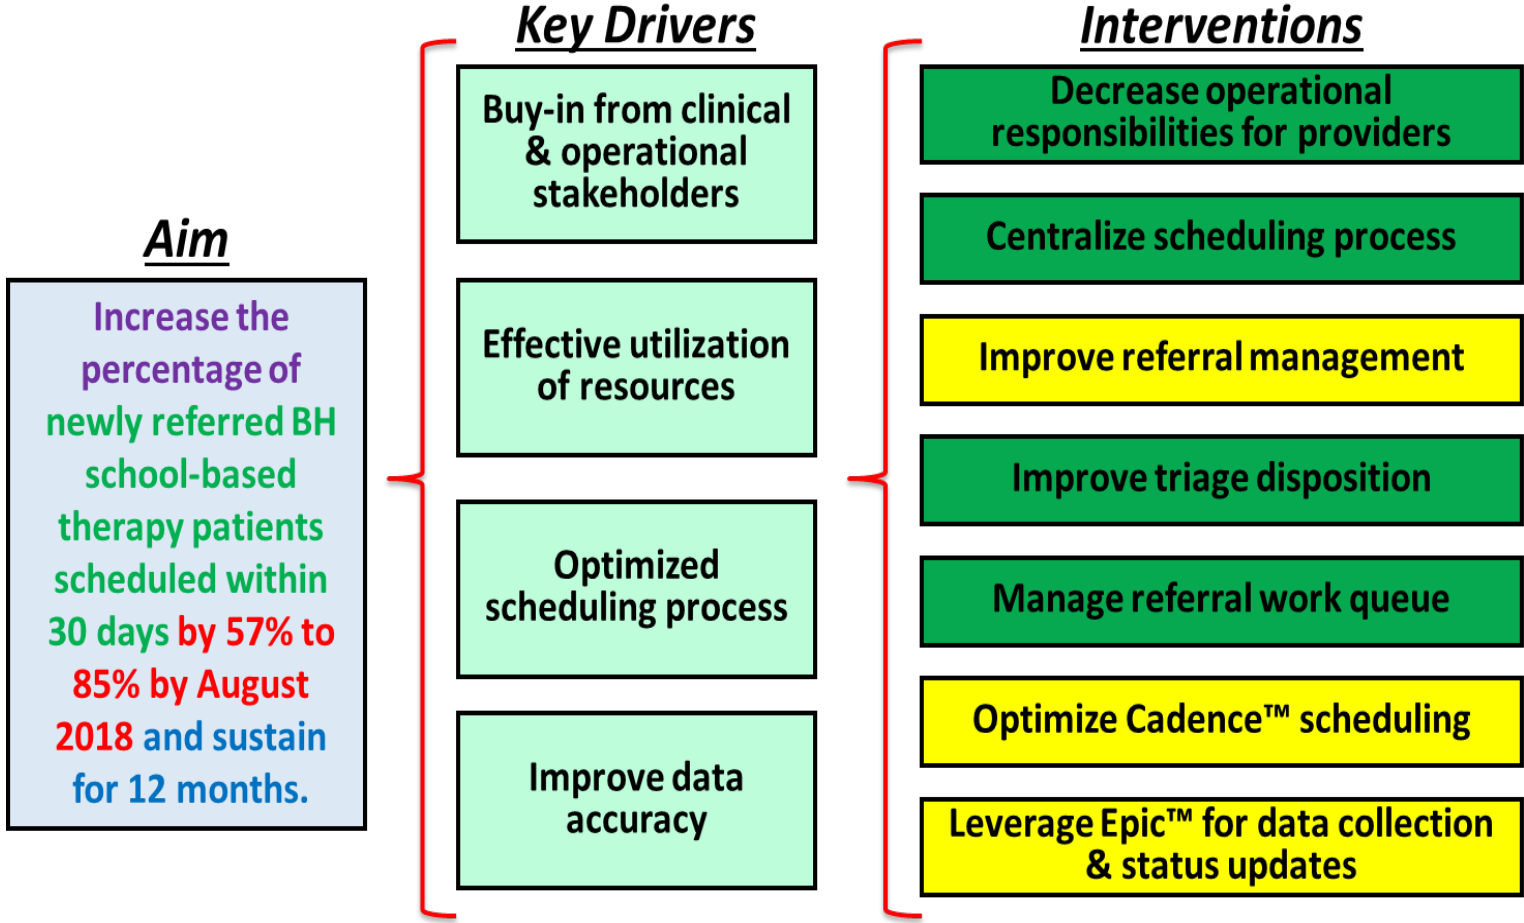 Aim
Increase the
percentage of
newly referred BH
school-based
therapy patients
scheduled within
30 days by 57% to
85% by August
2018 and sustain
for 12 months.
Key Drivers
Buy-in from clinical
& operational
stakeholders
Effective utilization
of resources
Optimized
scheduling process
Improve data
accuracy
Interventions
Decrease operational
responsibilities for providers
Centralize scheduling process
Improve referral management
Improve triage disposition
Manage referral work queue
Optimize Cadence™ scheduling
Leverage Epic™ for data collection
& status updates